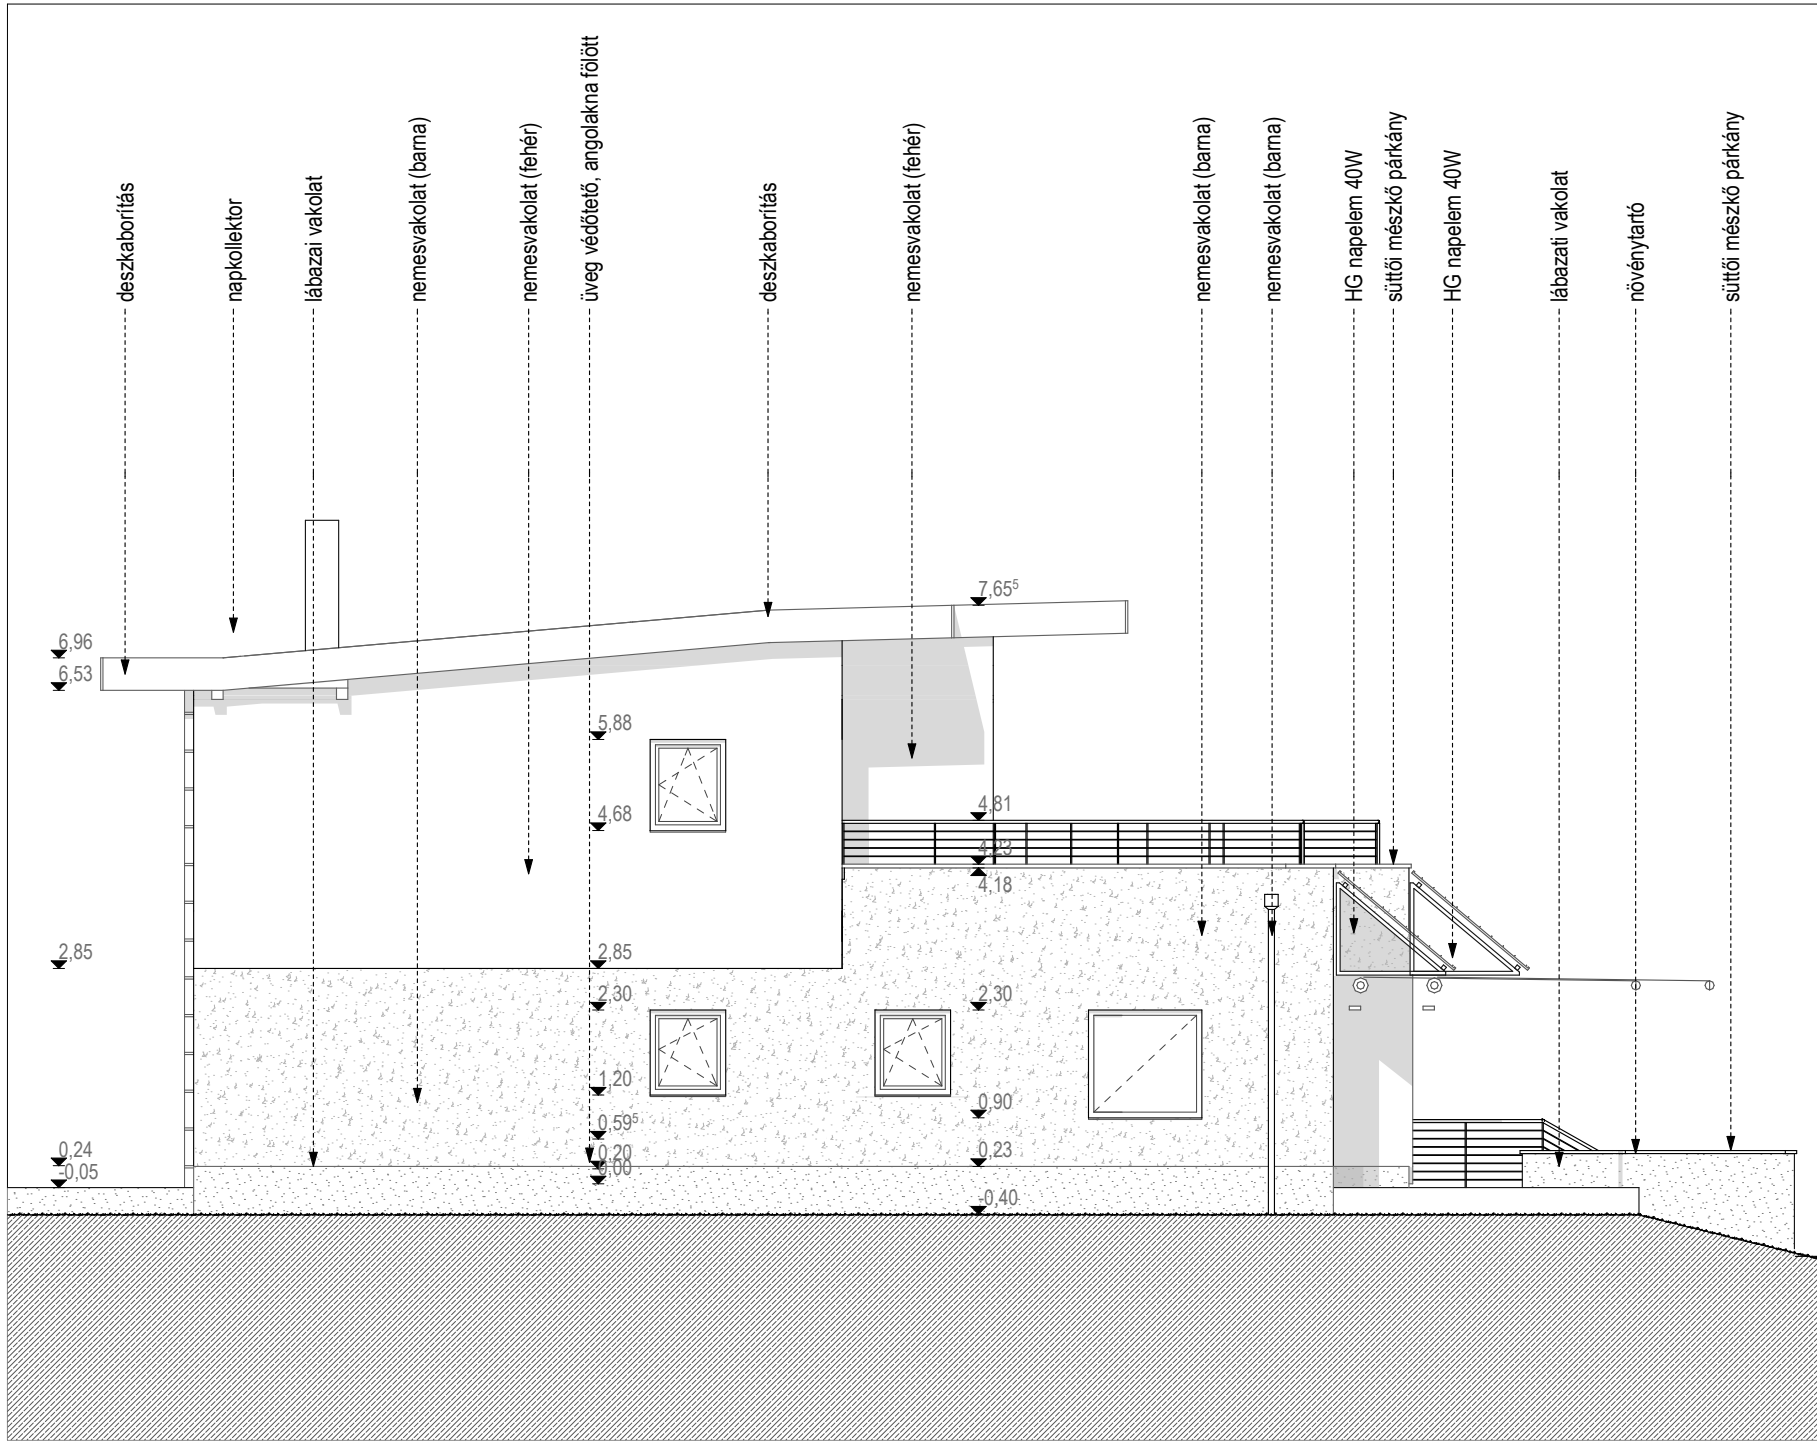 deszkaborítás
napkollektor
lábazai vakolat
nemesvakolat (barna)
nemesvakolat (fehér)
üveg védőtető, angolakna fölött
deszkaborítás
nemesvakolat (fehér)
nemesvakolat (barna)
nemesvakolat (barna)
HG napelem 40W
süttői mészkő párkány
HG napelem 40W
lábazati vakolat
növénytartó
süttői mészkő párkány
7,65⁵
6,96
6,53
5,88
4,68
4,81
4,23
4,18
2,85
2,85
2,30
2,30
1,20
0,90
0,59⁵
0,24
-0,05
0,20
0,00
0,23
-0,40